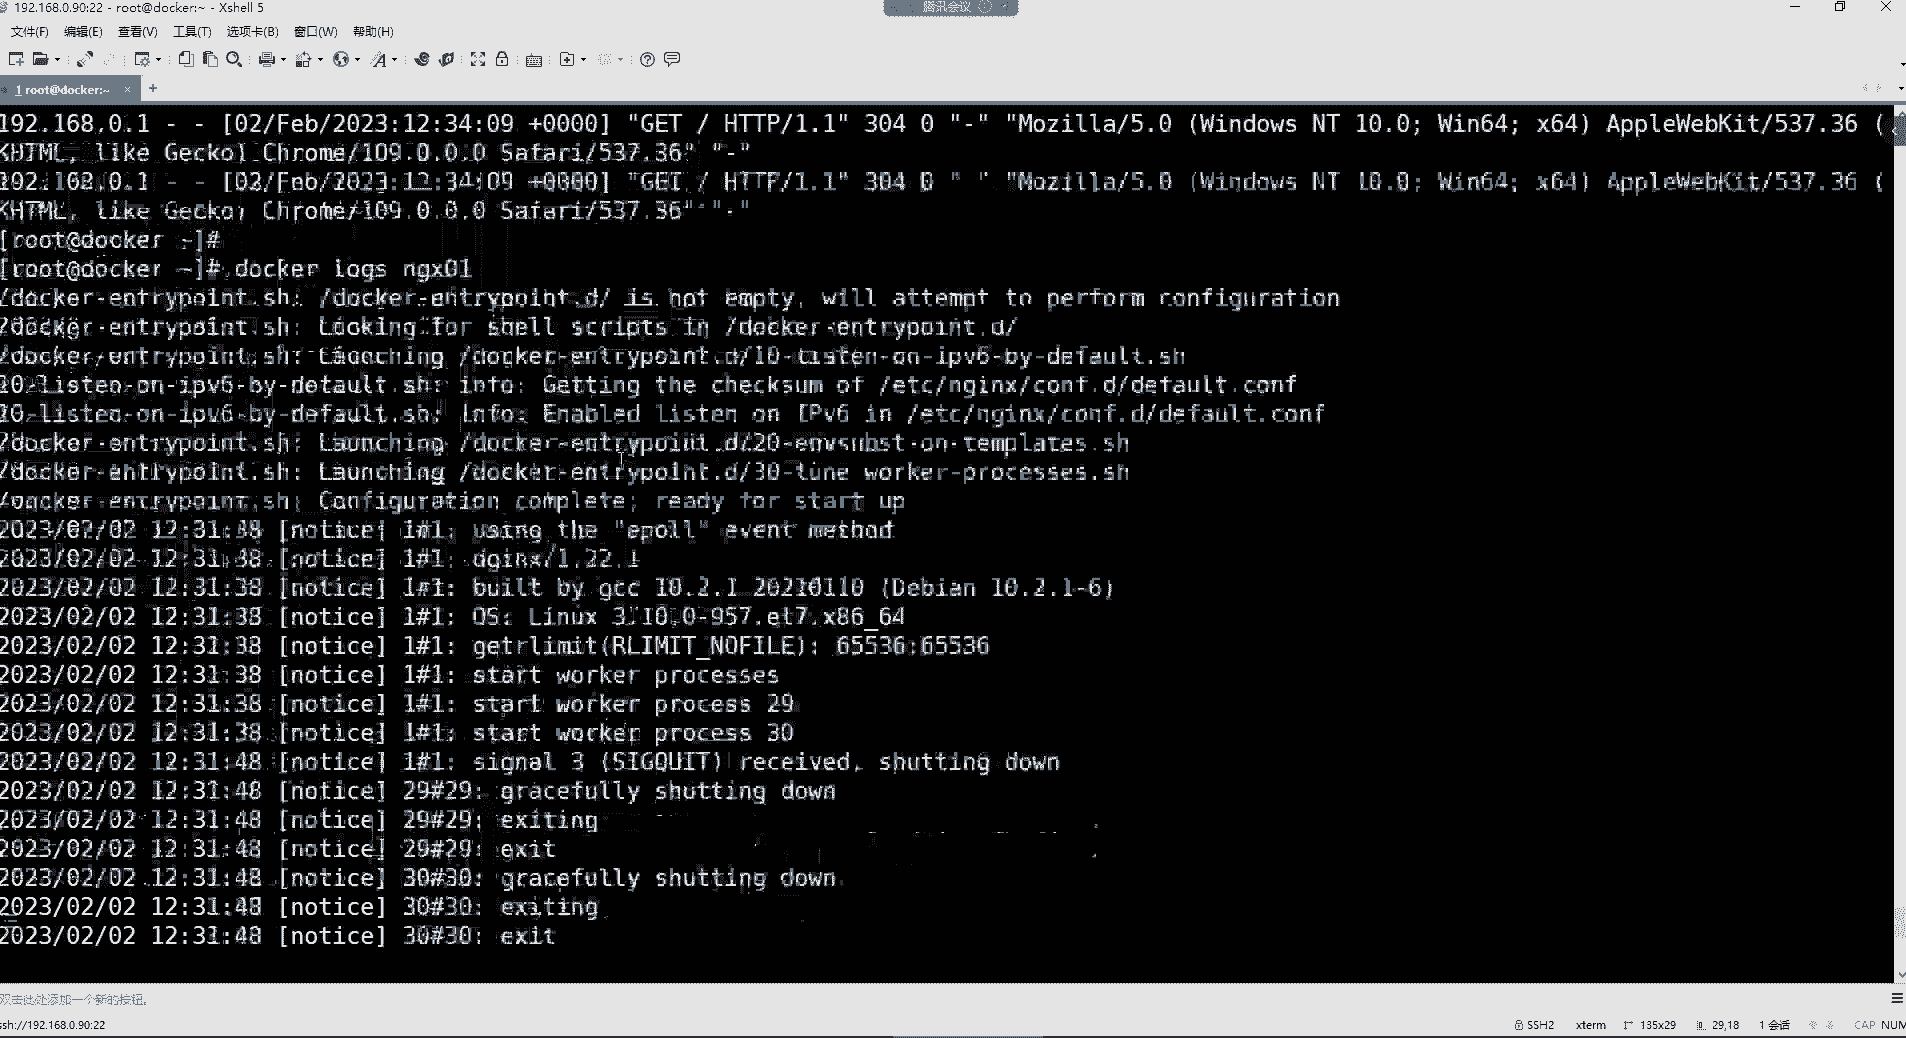 192.168.0.90:22 - root@docker:~ - Xshell 5
腾讯会议
文件(F) 编辑(E) 查看(V) 工具(T) 选项卡(B) 窗口(W) 帮助(H)
1 root@docker:~ × +
192.168.0.1 - - [02/Feb/2023:12:34:09 +0000] "GET / HTTP/1.1" 304 0 "-" "Mozilla/5.0 (Windows NT 10.0; Win64; x64) AppleWebKit/537.36 (
KHTML, like Gecko) Chrome/109.0.0.0 Safari/537.36" "-"
192.168.0.1 - - [02/Feb/2023:12:34:09 +0000] "GET / HTTP/1.1" 304 0 "-" "Mozilla/5.0 (Windows NT 10.0; Win64; x64) AppleWebKit/537.36 (
KHTML, like Gecko) Chrome/109.0.0.0 Safari/537.36" "-"
[root@docker ~]#
[root@docker ~]# docker logs ngx01
/docker-entrypoint.sh: /docker-entrypoint.d/ is not empty, will attempt to perform configuration
/docker-entrypoint.sh: Looking for shell scripts in /docker-entrypoint.d/
/docker-entrypoint.sh: Launching /docker-entrypoint.d/10-listen-on-ipv6-by-default.sh
10-listen-on-ipv6-by-default.sh: info: Getting the checksum of /etc/nginx/conf.d/default.conf
10-listen-on-ipv6-by-default.sh: info: Enabled listen on IPv6 in /etc/nginx/conf.d/default.conf
/docker-entrypoint.sh: Launching /docker-entrypoint.d/20-envsubst-on-templates.sh
/docker-entrypoint.sh: Launching /docker-entrypoint.d/30-tune-worker-processes.sh
/docker-entrypoint.sh: Configuration complete; ready for start up
2023/02/02 12:31:38 [notice] 1#1: using the "epoll" event method
2023/02/02 12:31:38 [notice] 1#1: nginx/1.22.1
2023/02/02 12:31:38 [notice] 1#1: built by gcc 10.2.1 20210110 (Debian 10.2.1-6)
2023/02/02 12:31:38 [notice] 1#1: OS: Linux 3.10.0-957.el7.x86_64
2023/02/02 12:31:38 [notice] 1#1: getrlimit(RLIMIT_NOFILE): 65536:65536
2023/02/02 12:31:38 [notice] 1#1: start worker processes
2023/02/02 12:31:38 [notice] 1#1: start worker process 29
2023/02/02 12:31:38 [notice] 1#1: start worker process 30
2023/02/02 12:31:48 [notice] 1#1: signal 3 (SIGQUIT) received, shutting down
2023/02/02 12:31:48 [notice] 29#29: gracefully shutting down
2023/02/02 12:31:48 [notice] 29#29: exiting
2023/02/02 12:31:48 [notice] 29#29: exit
2023/02/02 12:31:48 [notice] 30#30: gracefully shutting down
2023/02/02 12:31:48 [notice] 30#30: exiting
2023/02/02 12:31:48 [notice] 30#30: exit
双击此处添加一个新的按钮。
ssh://192.168.0.90:22 SSH2 xterm 135x29 29,18 1 会话 CAP NUM